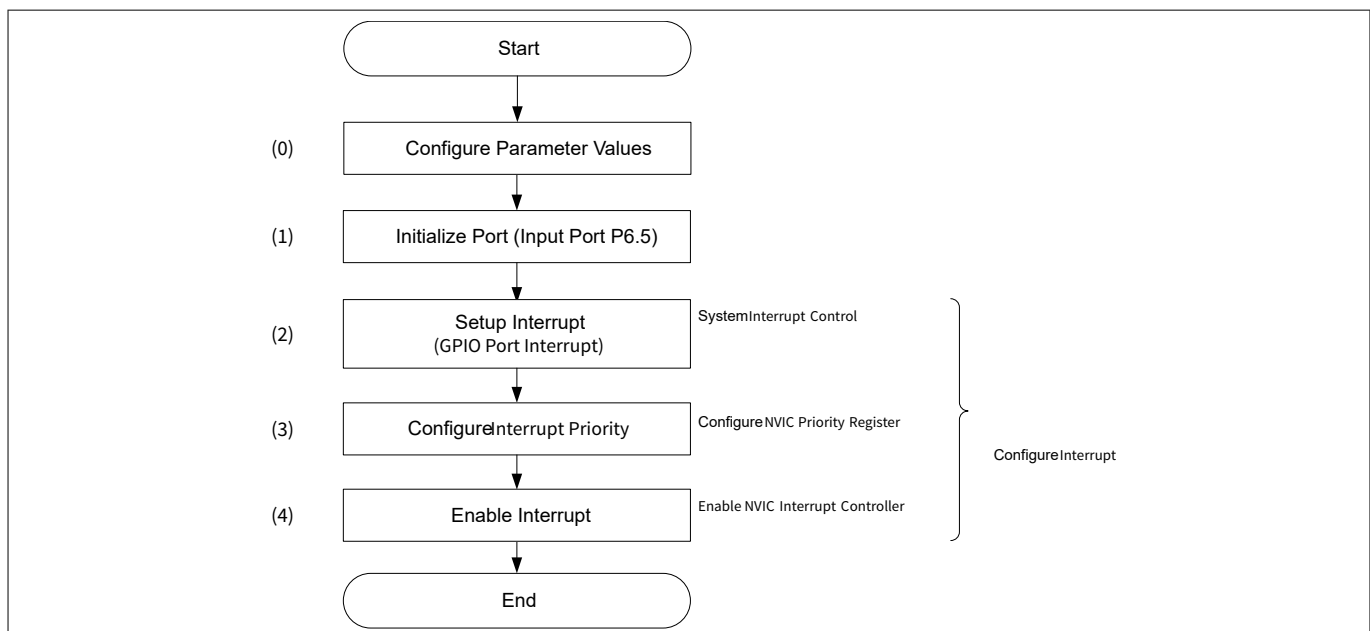 Start
(0)
Configure Parameter Values
(1)
Initialize Port (Input Port P6.5)
(2)
Setup Interrupt
(GPIO Port Interrupt)
SystemInterrupt Control
(3)
ConfigureInterrupt Priority
ConfigureNVIC Priority Register
ConfigureInterrupt
(4)
Enable Interrupt
Enable NVIC Interrupt Controller
End